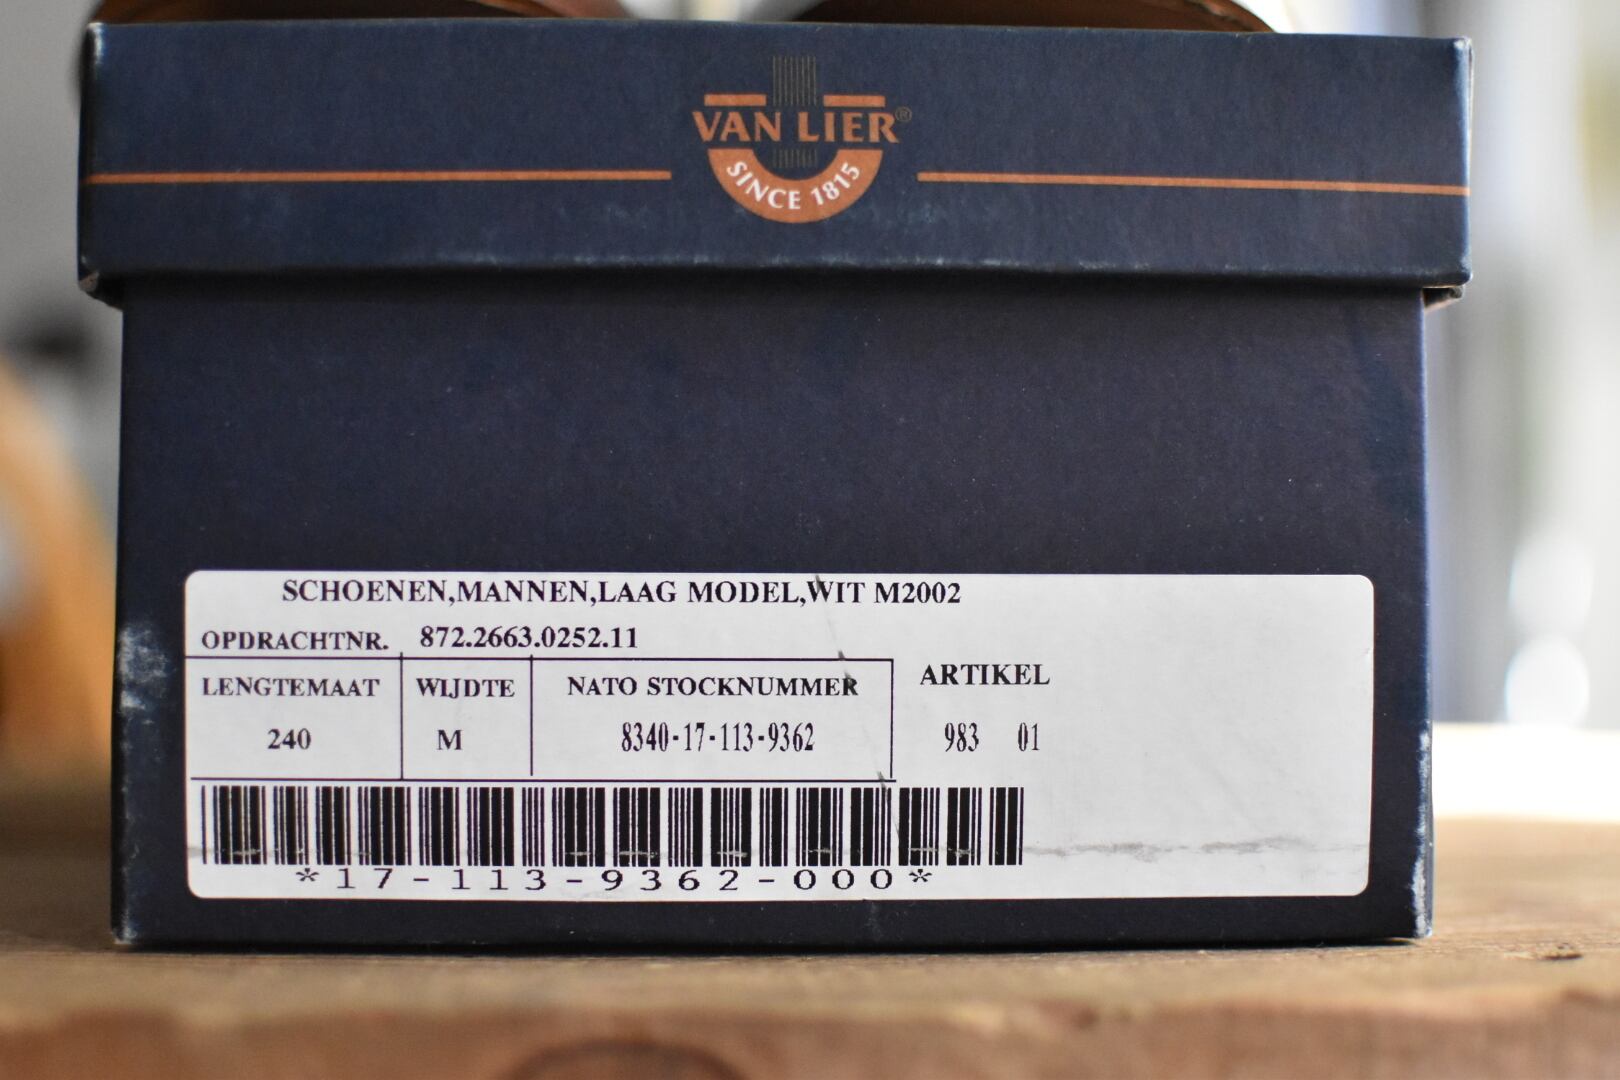 VAN LIER®
SINCE 1815
SCHOENEN,MANNEN,LAAG MODEL,WIT M2002
OPDRACHTNR. 872.2663.0252.11
LENGTEMAAT WIJDTE NATO STOCKNUMMER ARTIKEL
240 M 8340-17-113-9362 983 01
*17-113-9362-000*